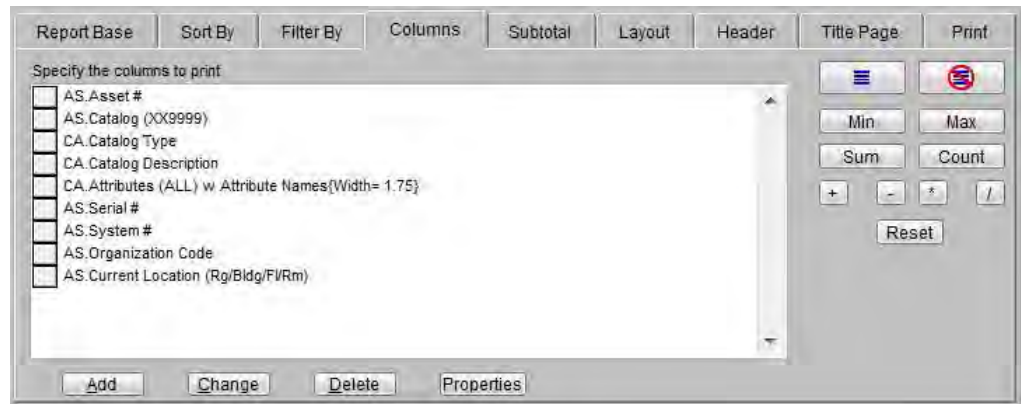 Report Base Sort By Filter By Columns Subtotal Layout Header Title Page Print
Specify the columns to print
AS.Asset #
AS.Catalog (XX9999)
CA.Catalog Type
CA.Catalog Description
CA.Attributes (ALL) w Attribute Names{Width= 1.75}
AS.Serial #
AS.System #
AS.Organization Code
AS.Current Location (Rg/Bldg/Fl/Rm)
Min Max
Sum Count
+ - * /
Reset
Add Change Delete Properties